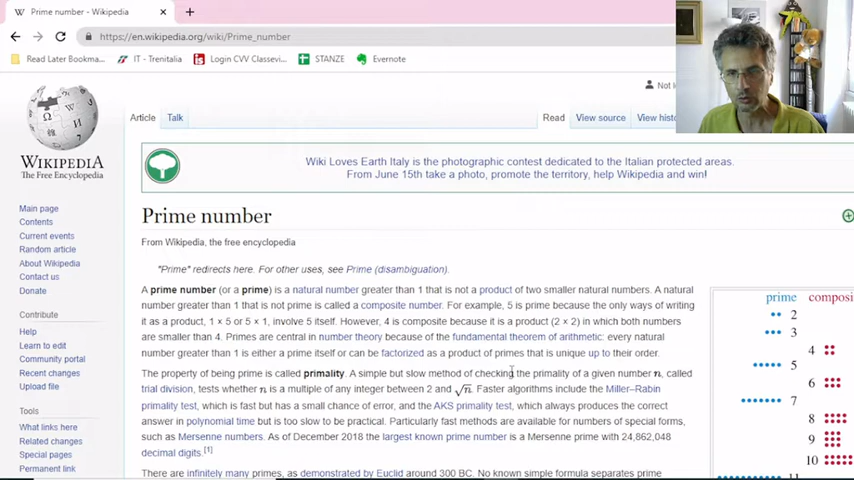 Prime number - Wikipedia
https://en.wikipedia.org/wiki/Prime_number
Read Later Bookma...
IT - Trenitalia
Login CVV Classevi...
STANZE
Evernote
Article
Talk
Read
View source
WIKIPEDIA
The Free Encyclopedia
Wiki Loves Earth Italy is the photographic contest dedicated to the Italian protected areas.
From June 15th take a photo, promote the territory, help Wikipedia and win!
Main page
Contents
Current events
Random article
About Wikipedia
Contact us
Donate
Contribute
Help
Learn to edit
Community portal
Recent changes
Upload file
Tools
What links here
Related changes
Special pages
Permanent link
Prime number
From Wikipedia, the free encyclopedia
"Prime" redirects here. For other uses, see Prime (disambiguation).
A prime number (or a prime) is a natural number greater than 1 that is not a product of two smaller natural numbers. A natural
number greater than 1 that is not prime is called a composite number. For example, 5 is prime because the only ways of writing
it as a product, 1 × 5 or 5 × 1, involve 5 itself. However, 4 is composite because it is a product (2 × 2) in which both numbers
are smaller than 4. Primes are central in number theory because of the fundamental theorem of arithmetic: every natural
number greater than 1 is either a prime itself or can be factorized as a product of primes that is unique up to their order.
The property of being prime is called primality. A simple but slow method of checking the primality of a given number n, called
trial division, tests whether n is a multiple of any integer between 2 and √n. Faster algorithms include the Miller–Rabin
primality test, which is fast but has a small chance of error, and the AKS primality test, which always produces the correct
answer in polynomial time but is too slow to be practical. Particularly fast methods are available for numbers of special forms,
such as Mersenne numbers. As of December 2018 the largest known prime number is a Mersenne prime with 24,862,048
decimal digits.[1]
There are infinitely many primes, as demonstrated by Euclid around 300 BC. No known simple formula separates prime
prime
2
3
4
5
6
7
8
9
10
11